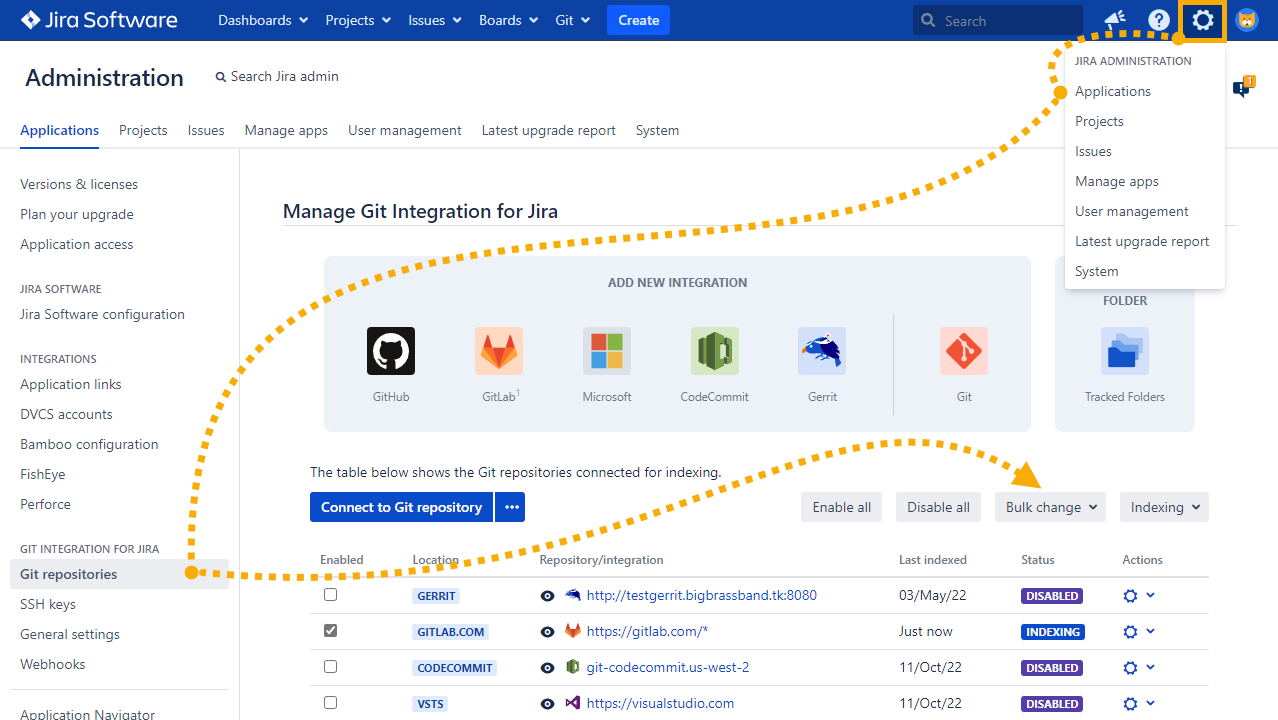 Jira Software Dashboards Projects Issues Boards Git Create Search ?
Administration Search Jira admin
Applications Projects Issues Manage apps User management Latest upgrade report System
JIRA ADMINISTRATION
Applications
Projects
Issues
Manage apps
User management
Latest upgrade report
System
1
Versions & licenses
Plan your upgrade
Application access
JIRA SOFTWARE
Jira Software configuration
INTEGRATIONS
Application links
DVCS accounts
Bamboo configuration
FishEye
Perforce
GIT INTEGRATION FOR JIRA
Git repositories
SSH keys
General settings
Webhooks
Application Navigator
Manage Git Integration for Jira
ADD NEW INTEGRATION
GitHub GitLab1 Microsoft CodeCommit Gerrit Git
FOLDER
Tracked Folders
The table below shows the Git repositories connected for indexing.
Connect to Git repository ••• Enable all Disable all Bulk change Indexing
Enabled Location Repository/integration Last indexed Status Actions
GERRIT http://testgerrit.bigbrassband.tk:8080 03/May/22 DISABLED
GITLAB.COM https://gitlab.com/* Just now INDEXING
CODECOMMIT git-codecommit.us-west-2 11/Oct/22 DISABLED
VSTS https://visualstudio.com 11/Oct/22 DISABLED